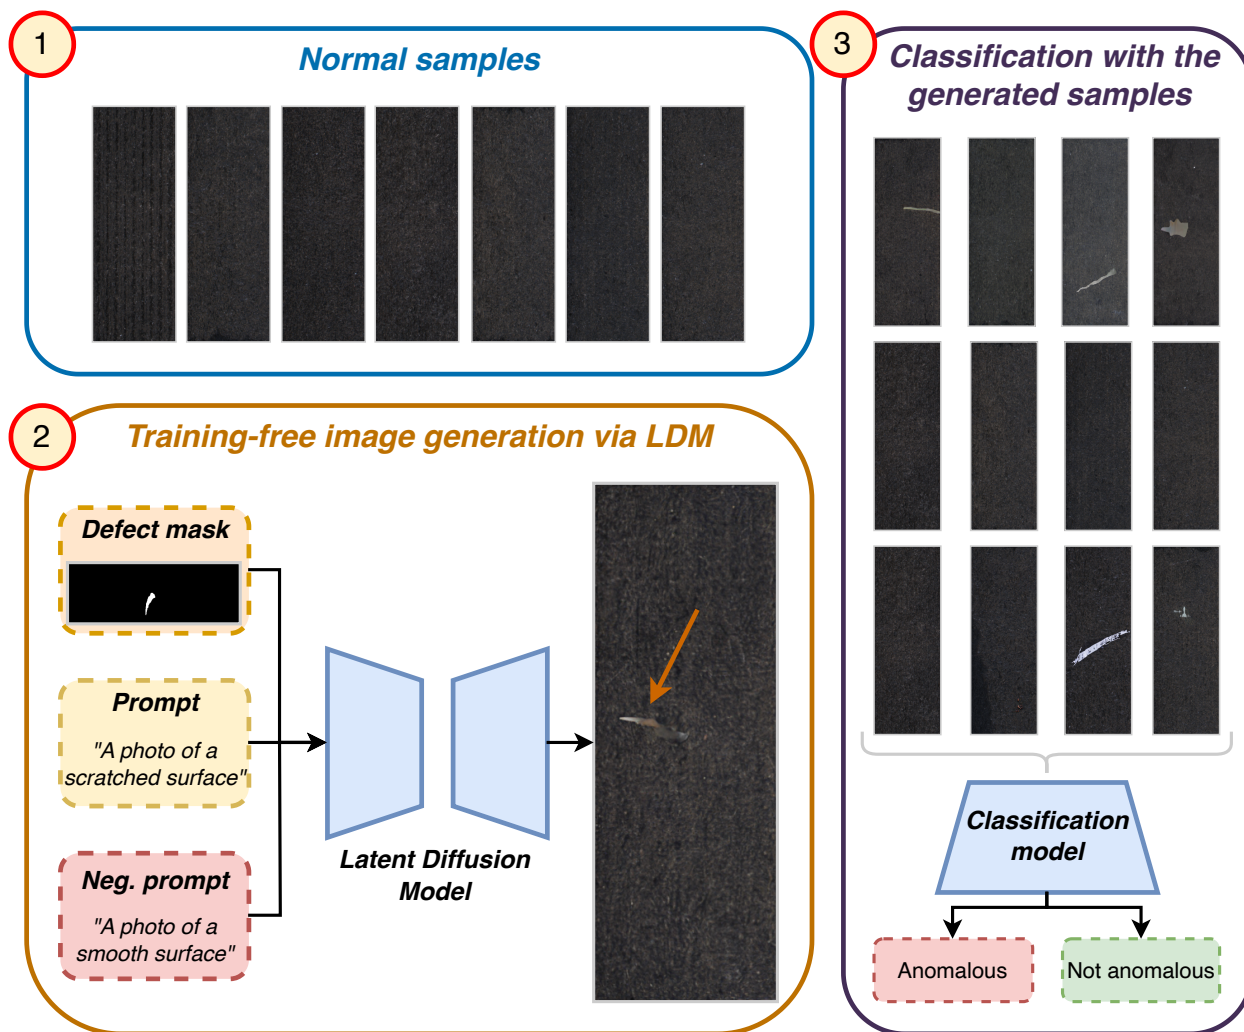 1
Normal samples
2
Training-free image generation via LDM
Defect mask
Prompt
"A photo of a
scratched surface"
Neg. prompt
"A photo of a
smooth surface"
Latent Diffusion
Model
3
Classification with the
generated samples
Classification
model
Anomalous
Not anomalous